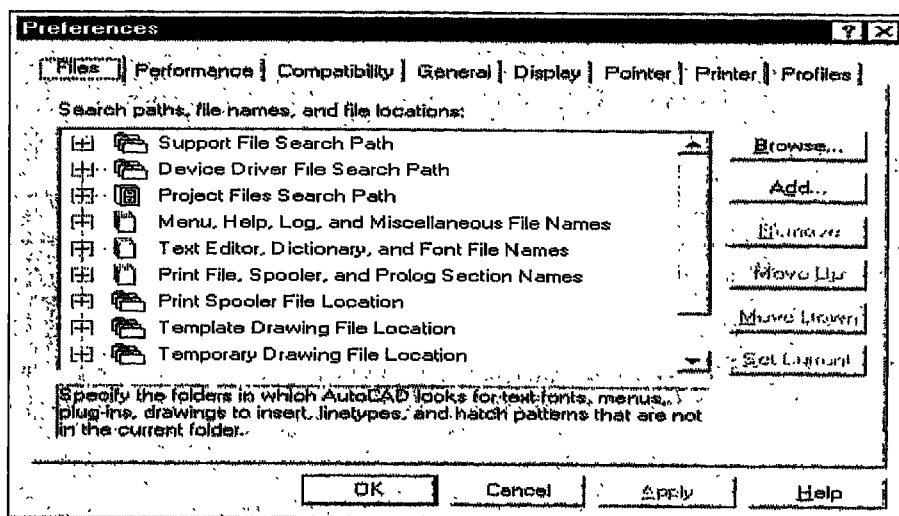 Preferences
Files Performance Compatibility General Display Pointer Printer Profiles
Search paths, file names, and file locations:
Support File Search Path
Device Driver File Search Path
Project Files Search Path
Menu, Help, Log, and Miscellaneous File Names
Text Editor, Dictionary, and Font File Names
Print File, Spooler, and Prolog Section Names
Print Spooler File Location
Template Drawing File Location
Temporary Drawing File Location
Browse...
Add...
Remove
Move Up
Move Down
Set Current
Specify the folders in which AutoCAD looks for text fonts, menus,
plug-ins, drawings to insert, linetypes, and hatch patterns that are not
in the current folder.
OK Cancel Apply Help